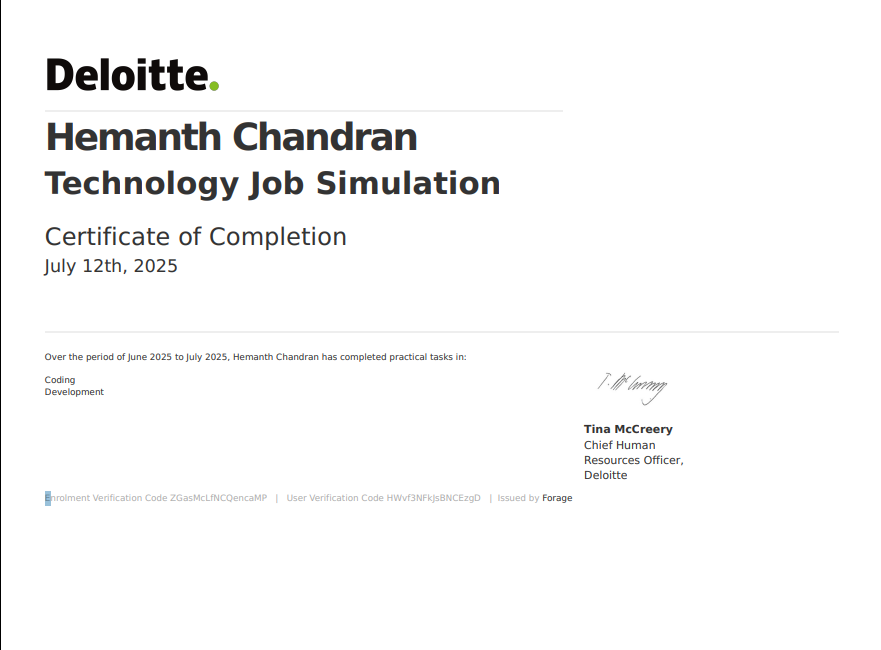 Deloitte.
Hemanth Chandran
Technology Job Simulation
Certificate of Completion
July 12th, 2025
Over the period of June 2025 to July 2025, Hemanth Chandran has completed practical tasks in:
Coding
Development
T. McCreery
Tina McCreery
Chief Human
Resources Officer,
Deloitte
Enrolment Verification Code ZGasMcLfNCQencaMP | User Verification Code HWvf3NFkJsBNCEzgD | Issued by Forage